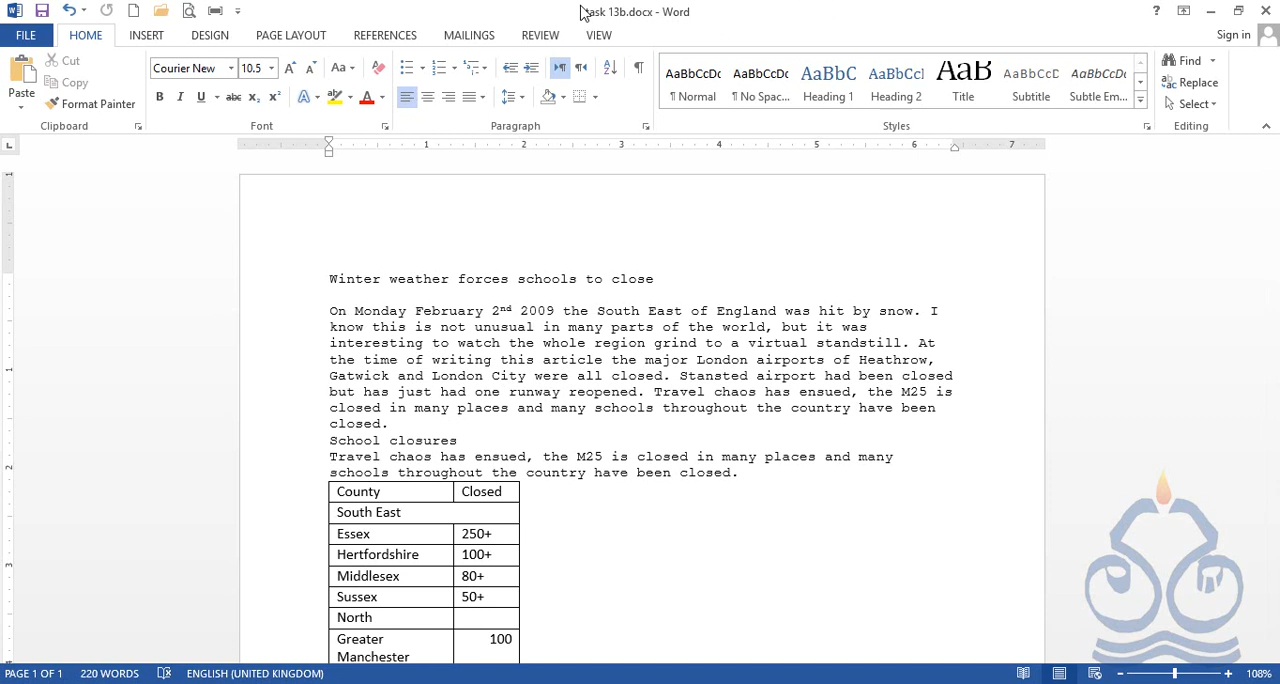 task 13b.docx - Word
Sign in
FILE HOME INSERT DESIGN PAGE LAYOUT REFERENCES MAILINGS REVIEW VIEW
Paste
Cut
Copy
Format Painter
Clipboard
Courier New 10.5
Font
Paragraph
AaBbCcDc AaBbCcDc AaBbC AaBbCcl AaB AaBbCcD AaBbCcDc
¶ Normal ¶ No Spac... Heading 1 Heading 2 Title Subtitle Subtle Em...
Styles
Find
Replace
Select
Editing
1 2 3 4 5 6 7
Winter weather forces schools to close
On Monday February 2nd 2009 the South East of England was hit by snow. I
know this is not unusual in many parts of the world, but it was
interesting to watch the whole region grind to a virtual standstill. At
the time of writing this article the major London airports of Heathrow,
Gatwick and London City were all closed. Stansted airport had been closed
but has just had one runway reopened. Travel chaos has ensued, the M25 is
closed in many places and many schools throughout the country have been
closed.
School closures
Travel chaos has ensued, the M25 is closed in many places and many
schools throughout the country have been closed.
County Closed
South East
Essex 250+
Hertfordshire 100+
Middlesex 80+
Sussex 50+
North
Greater 100
Manchester
PAGE 1 OF 1 220 WORDS ENGLISH (UNITED KINGDOM) 108%